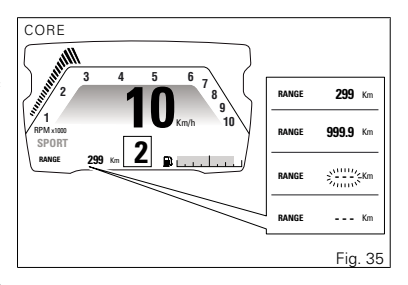 CORE
1 2 3 4 5 6 7 8 9 10
RPM x1000
10 Km/h
SPORT
RANGE 299 Km 2
RANGE 299 Km
RANGE 999.9 Km
RANGE --- Km
RANGE --- Km
Fig. 35